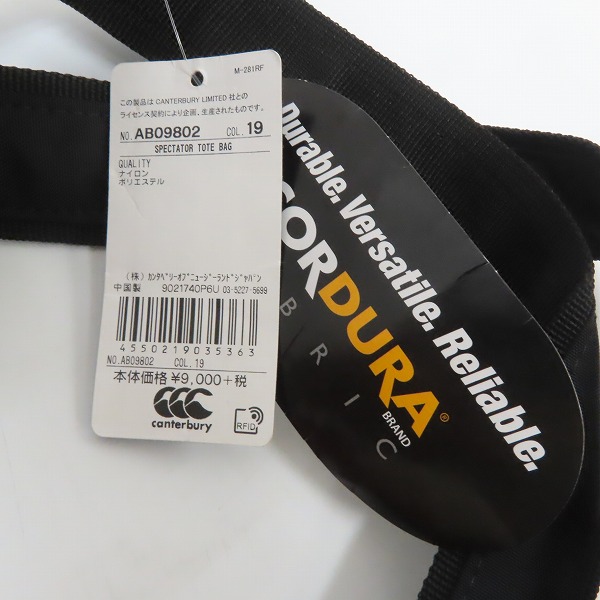 M-281RF
この製品は CANTERBURY LIMITED 社との
ライセンス契約により企画、生産されたものです。
NO. AB09802 COL. 19
SPECTATOR TOTE BAG
QUALITY
ナイロン
ポリエステル
(株) カンタベリーオブニュージーランドジャパン
中国製 9021740P6U 03-5227-5699
4550219035363
NO. AB09802 COL. 19
本体価格 ¥9,000+税
canterbury
RFID
Durable. Versatile. Reliable.
CORDURA®
BRAND
BRIC